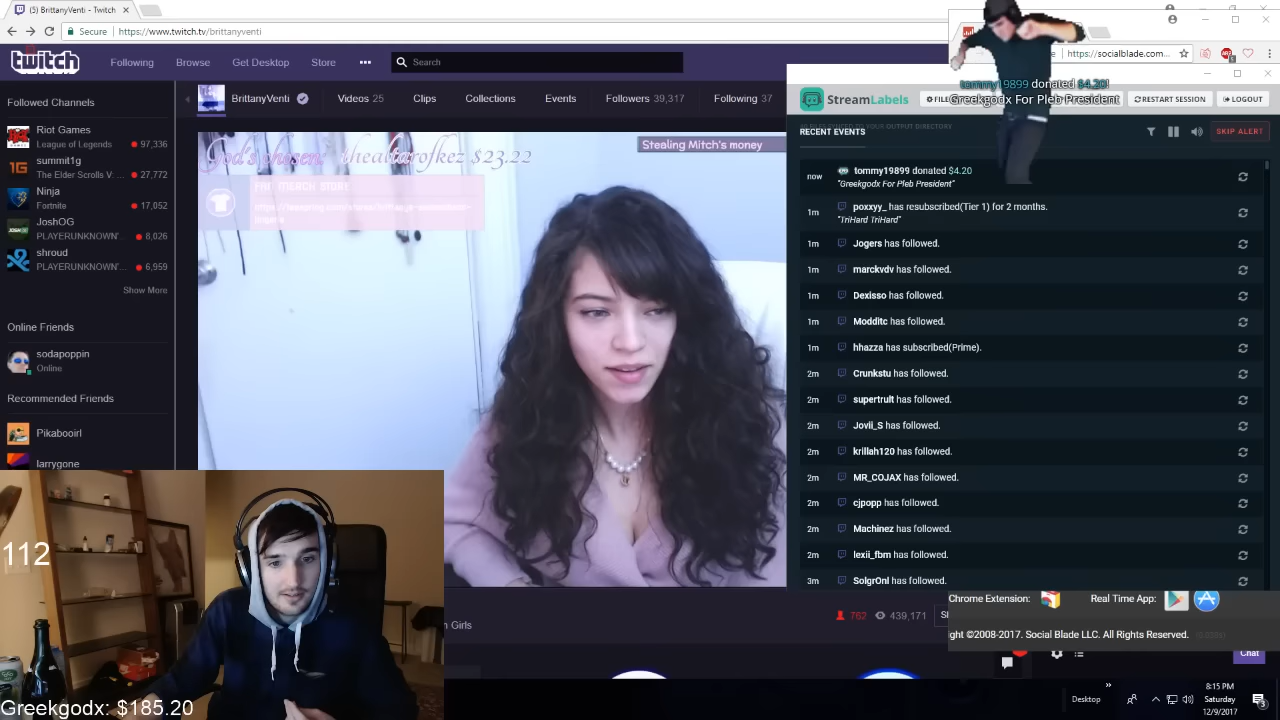 (5) BrittanyVenti - Twitch
Secure
https://www.twitch.tv/brittanyventi
https://socialblade.com...
twitch
Following
Browse
Get Desktop
Store
Search
Followed Channels
Riot Games
League of Legends
97,336
summit1g
The Elder Scrolls V: ...
27,772
Ninja
Fortnite
17,052
JoshOG
PLAYERUNKNOWN'...
8,026
shroud
PLAYERUNKNOWN'...
6,959
Show More
Online Friends
sodapoppin
Online
Recommended Friends
Pikabooirl
larrygone
BrittanyVenti
Videos 25
Clips
Collections
Events
Followers 39,317
Following 37
God's chosen: thealtarofkez $23.22
Stealing Mitch's money
FAN MERCH STORY
tommy19899 donated $4.20!
Greekgodx For Pleb President
StreamLabels
RESTART SESSION
LOGOUT
RECENT EVENTS
SKIP ALERT
now tommy19899 donated $4.20
"Greekgodx For Pleb President"
1m poxxyy_ has resubscribed(Tier 1) for 2 months.
"TriHard TriHard"
1m Jogers has followed.
1m marckvdv has followed.
1m Dexisso has followed.
1m Modditc has followed.
1m hhazza has subscribed(Prime).
2m Crunkstu has followed.
2m supertrult has followed.
2m Jovii_S has followed.
2m krillah120 has followed.
2m MR_COJAX has followed.
2m cjpopp has followed.
2m Machinez has followed.
2m lexii_fbm has followed.
3m SolgrOnl has followed.
Chrome Extension:
Real Time App:
ght ©2008-2017. Social Blade LLC. All Rights Reserved.
n Girls
762
439,171
Chat
112
Greekgodx: $185.20
Desktop
8:15 PM
Saturday
12/9/2017
3